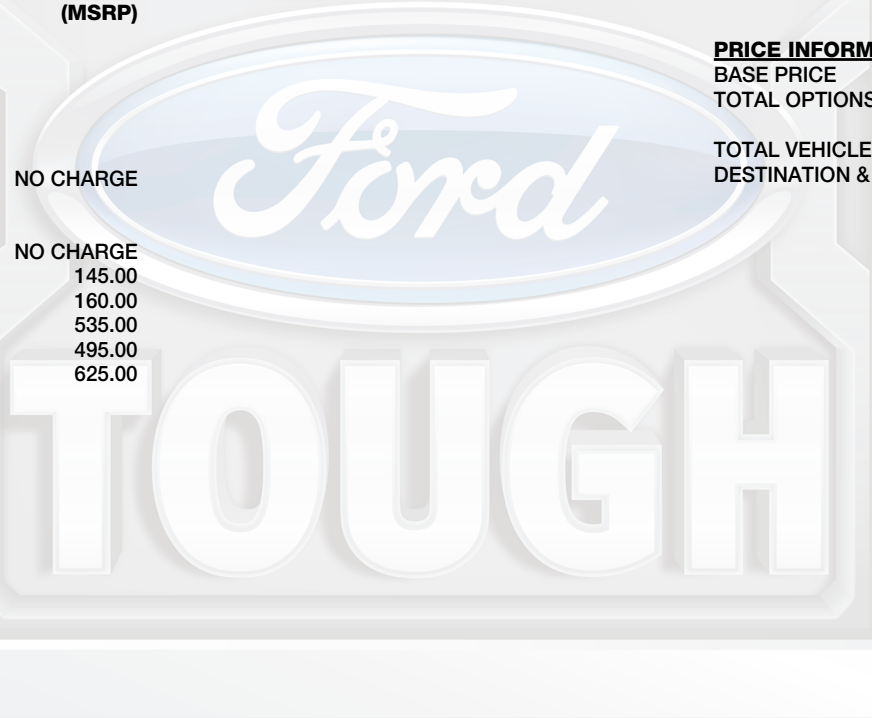 (MSRP)
PRICE INFORM
BASE PRICE
TOTAL OPTIONS
TOTAL VEHICLE
DESTINATION &
NO CHARGE
NO CHARGE
145.00
160.00
535.00
495.00
625.00
Ford
TOUGH